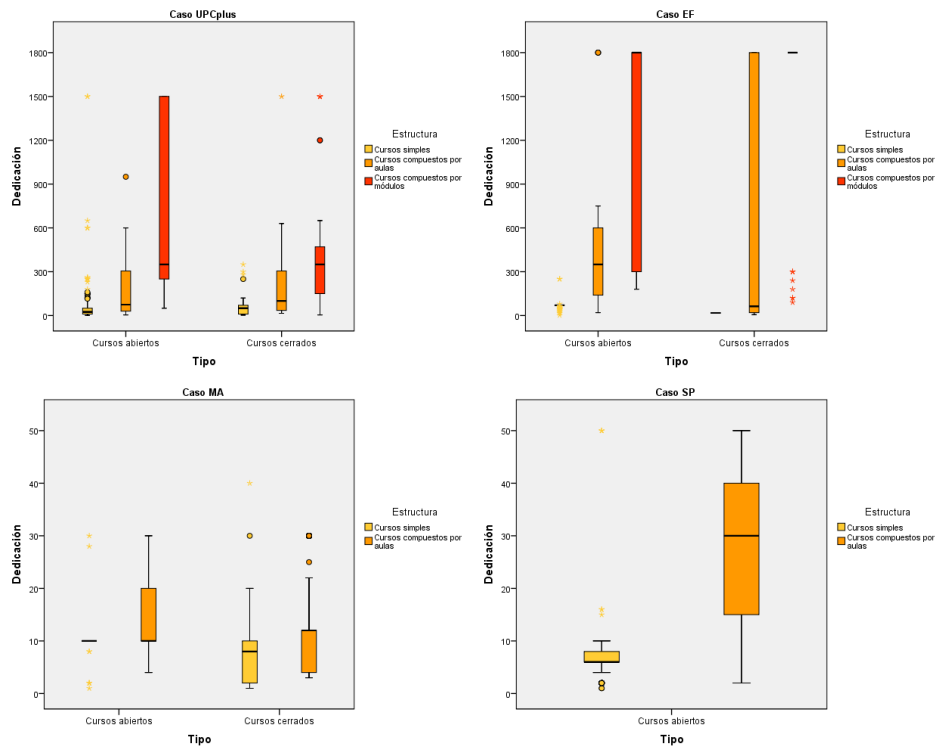 Caso UPCplus
Dedicación
1800
1500
1200
900
600
300
0
Cursos abiertos
Cursos cerrados
Tipo
Estructura
Cursos simples
Cursos compuestos por
aulas
Cursos compuestos por
módulos
Caso EF
Dedicación
1800
1500
1200
900
600
300
0
Cursos abiertos
Cursos cerrados
Tipo
Estructura
Cursos simples
Cursos compuestos por
aulas
Cursos compuestos por
módulos
Caso MA
Dedicación
50
40
30
20
10
0
Cursos abiertos
Cursos cerrados
Tipo
Estructura
Cursos simples
Cursos compuestos por
aulas
Caso SP
Dedicación
50
40
30
20
10
0
Cursos abiertos
Tipo
Estructura
Cursos simples
Cursos compuestos por
aulas